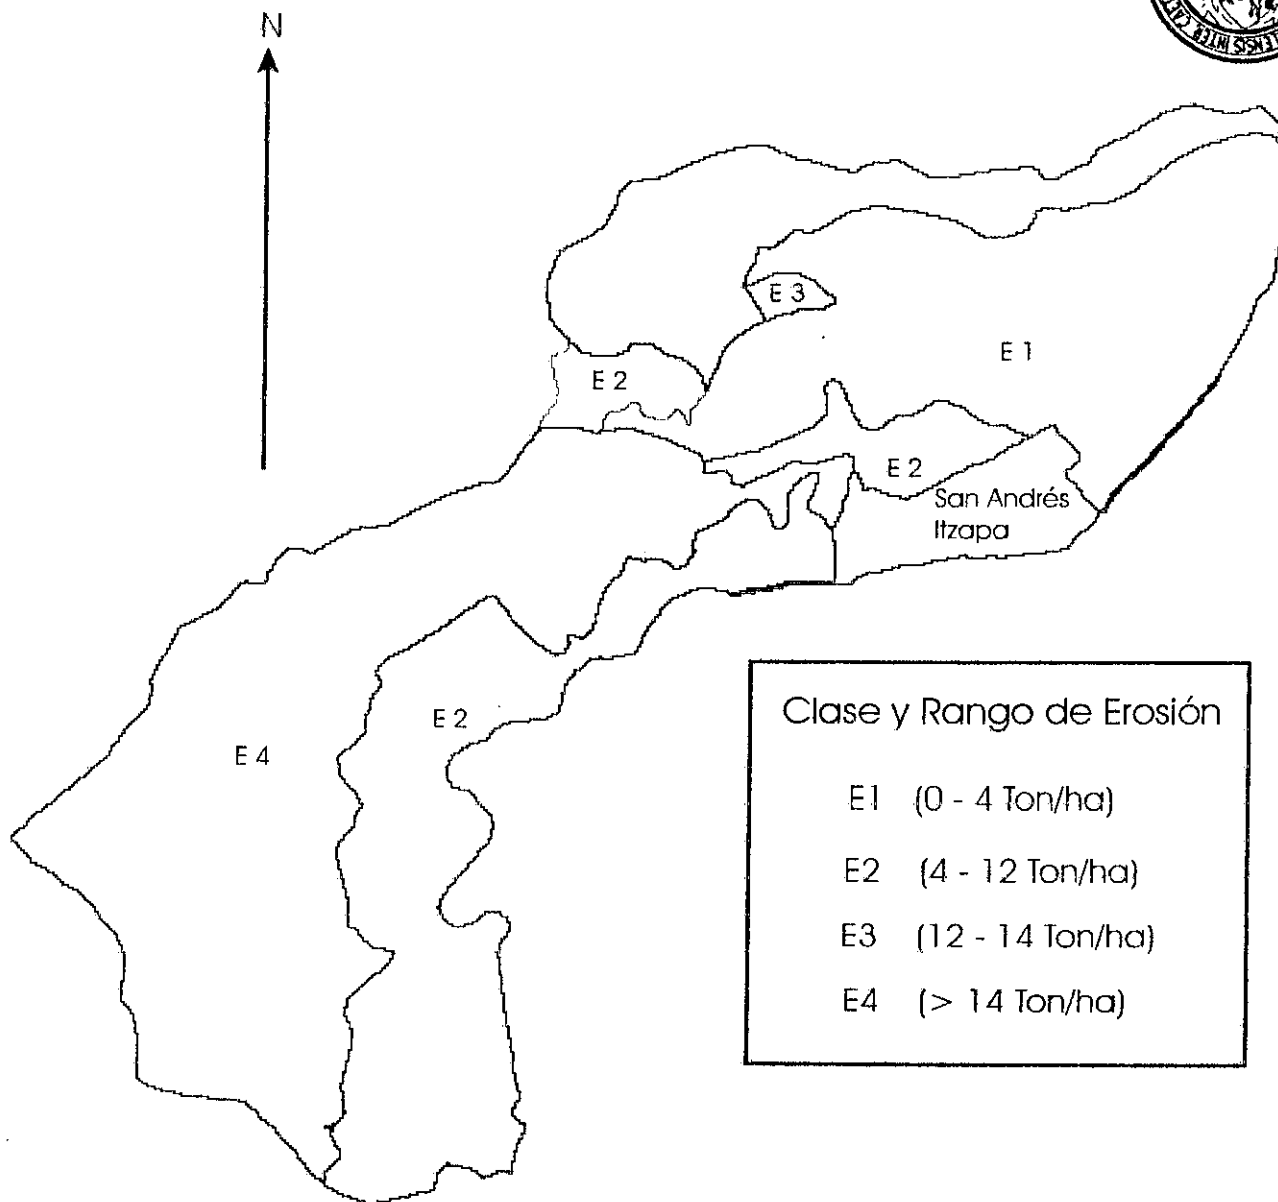 N
E 3
E 1
E 2
E 2
San Andrés
Itzapa
E 2
E 4
Clase y Rango de Erosión
E1 (0 - 4 Ton/ha)
E2 (4 - 12 Ton/ha)
E3 (12 - 14 Ton/ha)
E4 (> 14 Ton/ha)